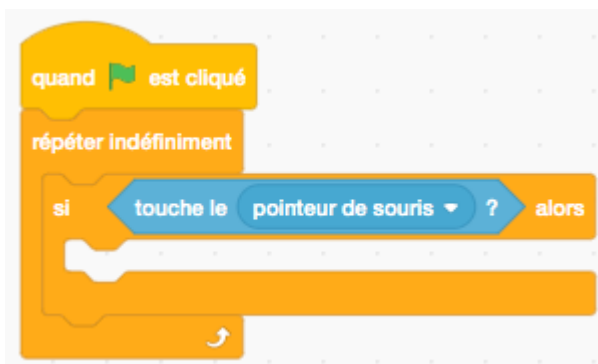 quand est cliqué
répéter indéfiniment
si touche le pointeur de souris ? alors